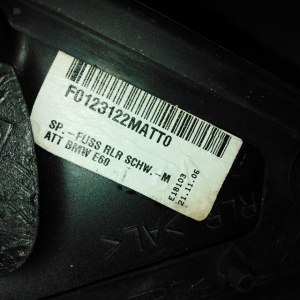 F0123122MATT0
SP.-FUSS RLR SCHW.-M
ATT BMW E60
E18103
21.11.06